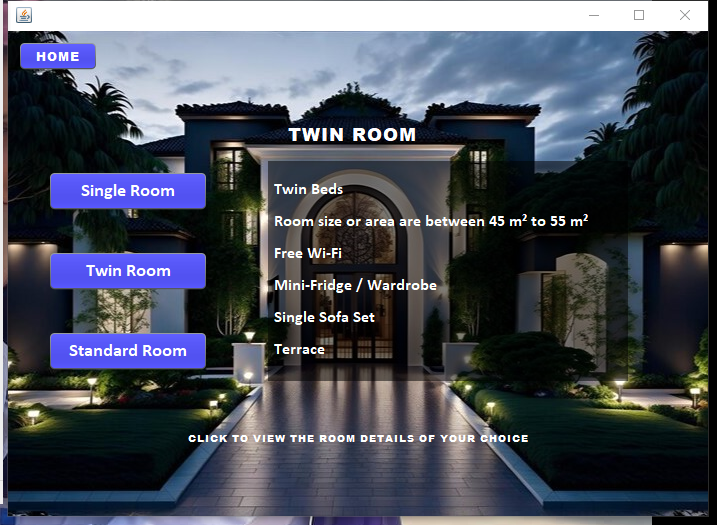 HOME
TWIN ROOM
Single Room
Twin Room
Standard Room
Twin Beds
Room size or area are between 45 m² to 55 m²
Free Wi-Fi
Mini-Fridge / Wardrobe
Single Sofa Set
Terrace
CLICK TO VIEW THE ROOM DETAILS OF YOUR CHOICE